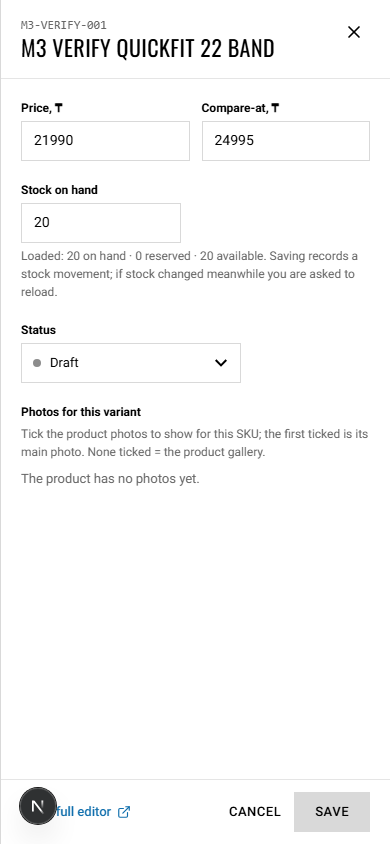 M3-VERIFY-001
M3 VERIFY QUICKFIT 22 BAND
Price, ₸
Compare-at, ₸
21990
24995
Stock on hand
20
Loaded: 20 on hand · 0 reserved · 20 available. Saving records a
stock movement; if stock changed meanwhile you are asked to
reload.
Status
Draft
Photos for this variant
Tick the product photos to show for this SKU; the first ticked is its
main photo. None ticked = the product gallery.
The product has no photos yet.
N
full editor
CANCEL
SAVE